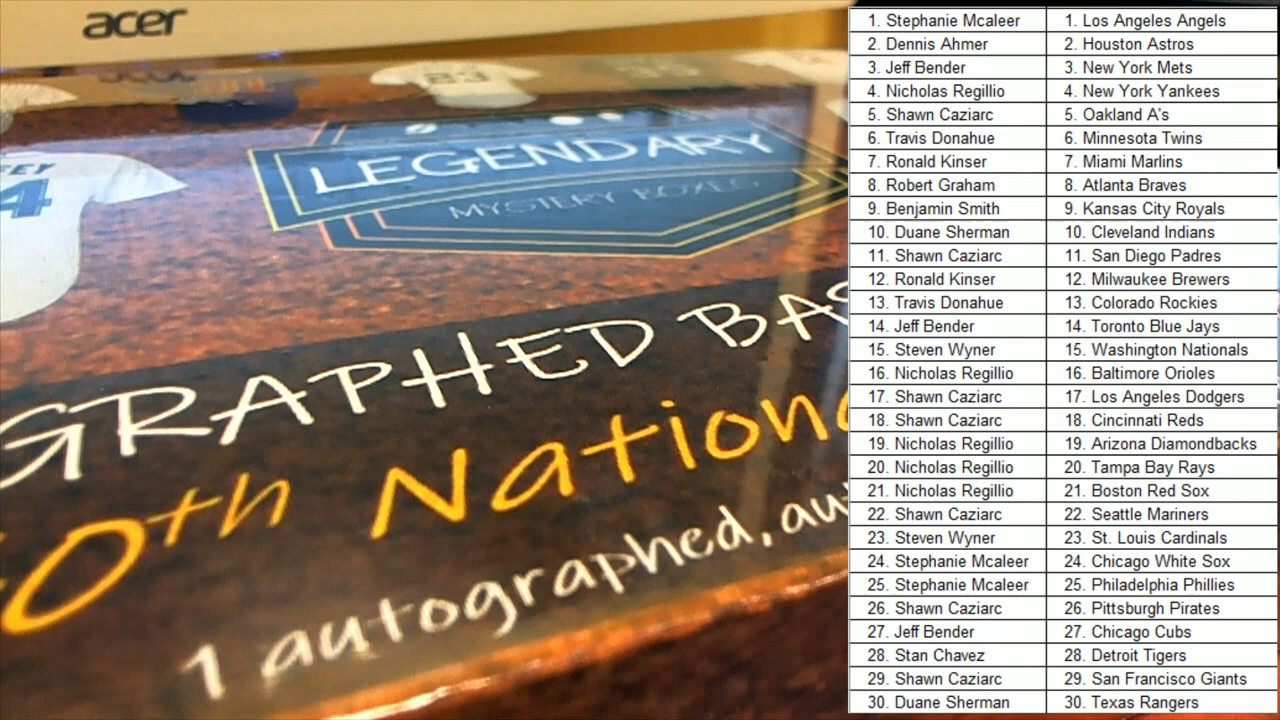 acer
83
FEY
4
LEGENDARY
MYSTERY BOXES
GRAPHED BAS
0th Nationa
1 autographed, au
1. Stephanie Mcaleer 1. Los Angeles Angels
2. Dennis Ahmer 2. Houston Astros
3. Jeff Bender 3. New York Mets
4. Nicholas Regillio 4. New York Yankees
5. Shawn Caziarc 5. Oakland A's
6. Travis Donahue 6. Minnesota Twins
7. Ronald Kinser 7. Miami Marlins
8. Robert Graham 8. Atlanta Braves
9. Benjamin Smith 9. Kansas City Royals
10. Duane Sherman 10. Cleveland Indians
11. Shawn Caziarc 11. San Diego Padres
12. Ronald Kinser 12. Milwaukee Brewers
13. Travis Donahue 13. Colorado Rockies
14. Jeff Bender 14. Toronto Blue Jays
15. Steven Wyner 15. Washington Nationals
16. Nicholas Regillio 16. Baltimore Orioles
17. Shawn Caziarc 17. Los Angeles Dodgers
18. Shawn Caziarc 18. Cincinnati Reds
19. Nicholas Regillio 19. Arizona Diamondbacks
20. Nicholas Regillio 20. Tampa Bay Rays
21. Nicholas Regillio 21. Boston Red Sox
22. Shawn Caziarc 22. Seattle Mariners
23. Steven Wyner 23. St. Louis Cardinals
24. Stephanie Mcaleer 24. Chicago White Sox
25. Stephanie Mcaleer 25. Philadelphia Phillies
26. Shawn Caziarc 26. Pittsburgh Pirates
27. Jeff Bender 27. Chicago Cubs
28. Stan Chavez 28. Detroit Tigers
29. Shawn Caziarc 29. San Francisco Giants
30. Duane Sherman 30. Texas Rangers